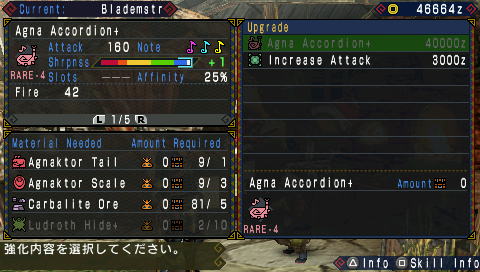 Current: Blademstr
46664z
Agna Accordion+
Attack 160 Note
Shrpnss +1
RARE-4
Slots --- Affinity 25%
Fire 42
L 1/5 R
Material Needed Amount Required
Agnaktor Tail 0 9/ 1
Agnaktor Scale 0 9/ 3
Carbalite Ore 0 81/ 5
Ludroth Hide+ 0 2/10
Upgrade
Agna Accordion+ 40000z
Increase Attack 3000z
Agna Accordion+ Amount 0
RARE-4
強化内容を選択してください。
Info Skill Info